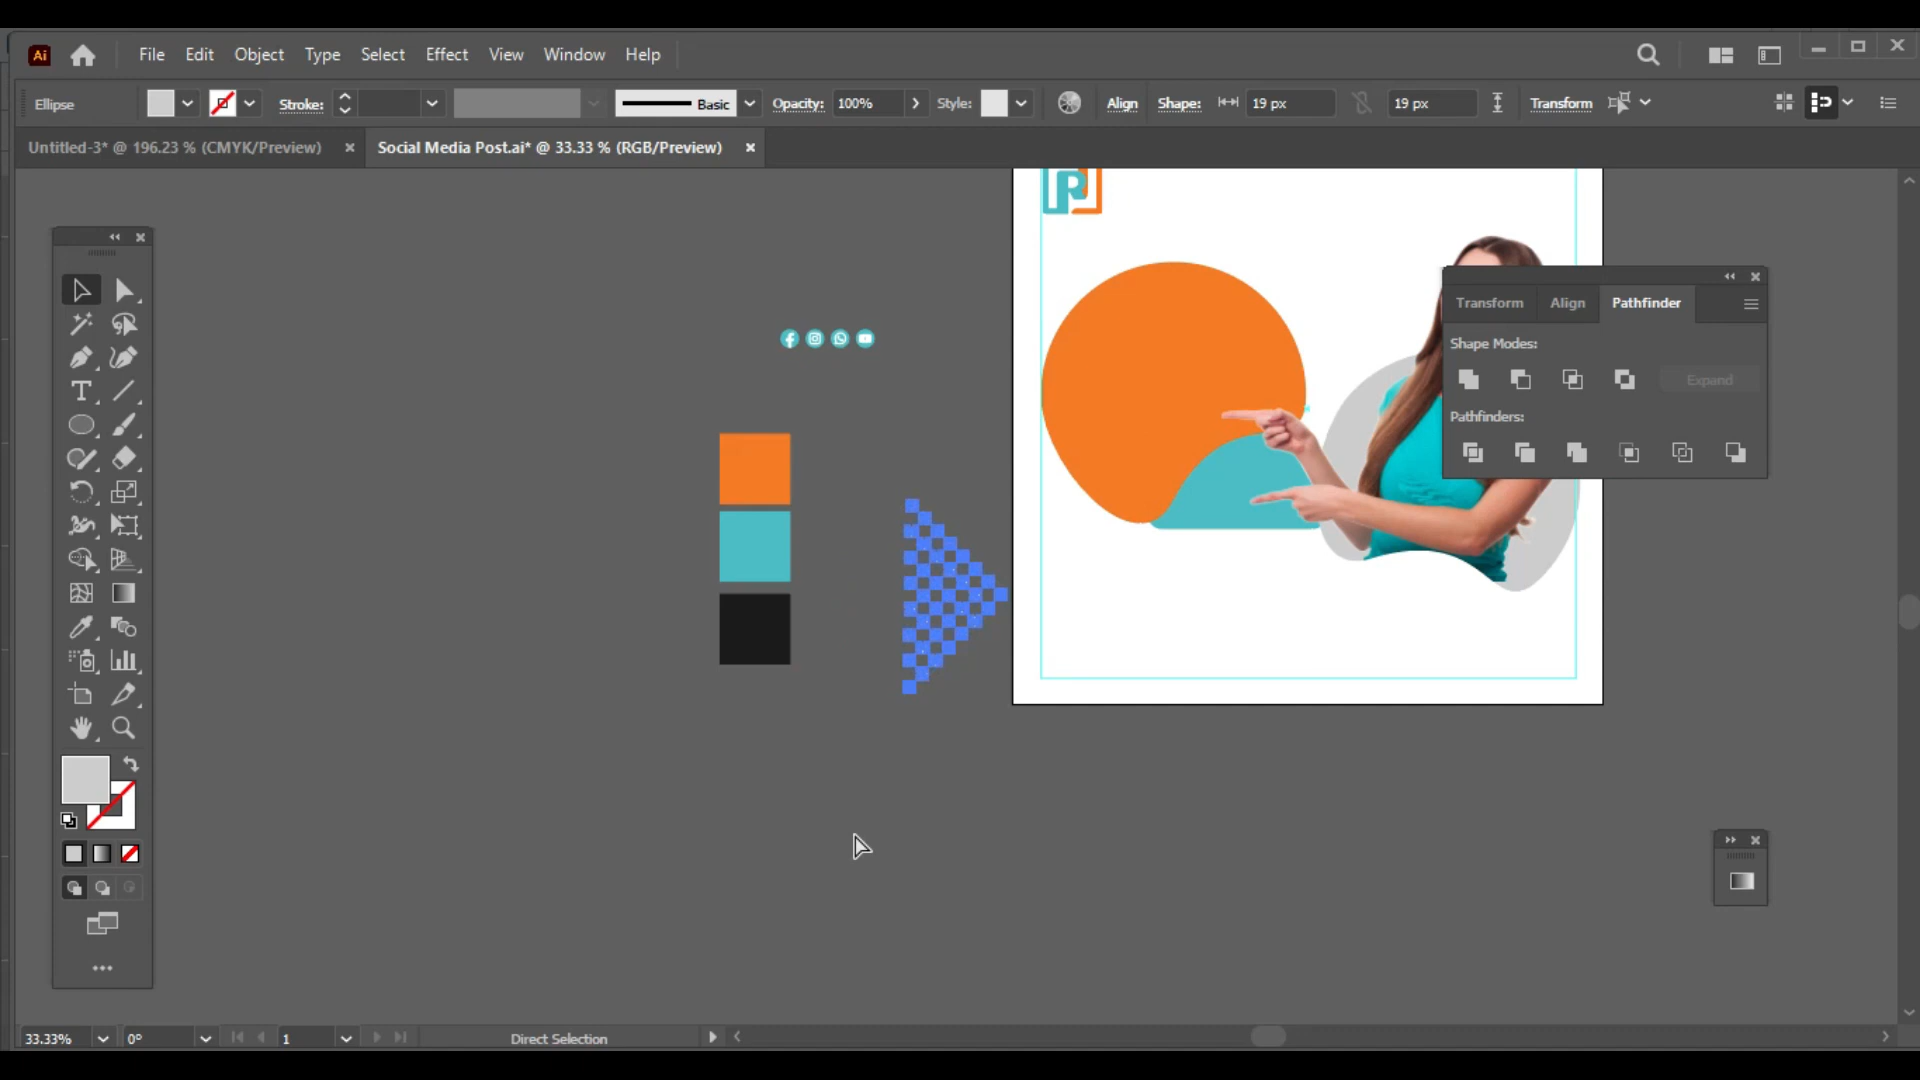 Ai File Edit Object Type Select Effect View Window Help
Ellipse Stroke: Basic Opacity: 100% Style: Align Shape: 19 px 19 px Transform
Untitled-3* @ 196.23 % (CMYK/Preview) Social Media Post.ai* @ 33.33 % (RGB/Preview)
Transform Align Pathfinder
Shape Modes:
Expand
Pathfinders:
33.33% 0° 1 Direct Selection